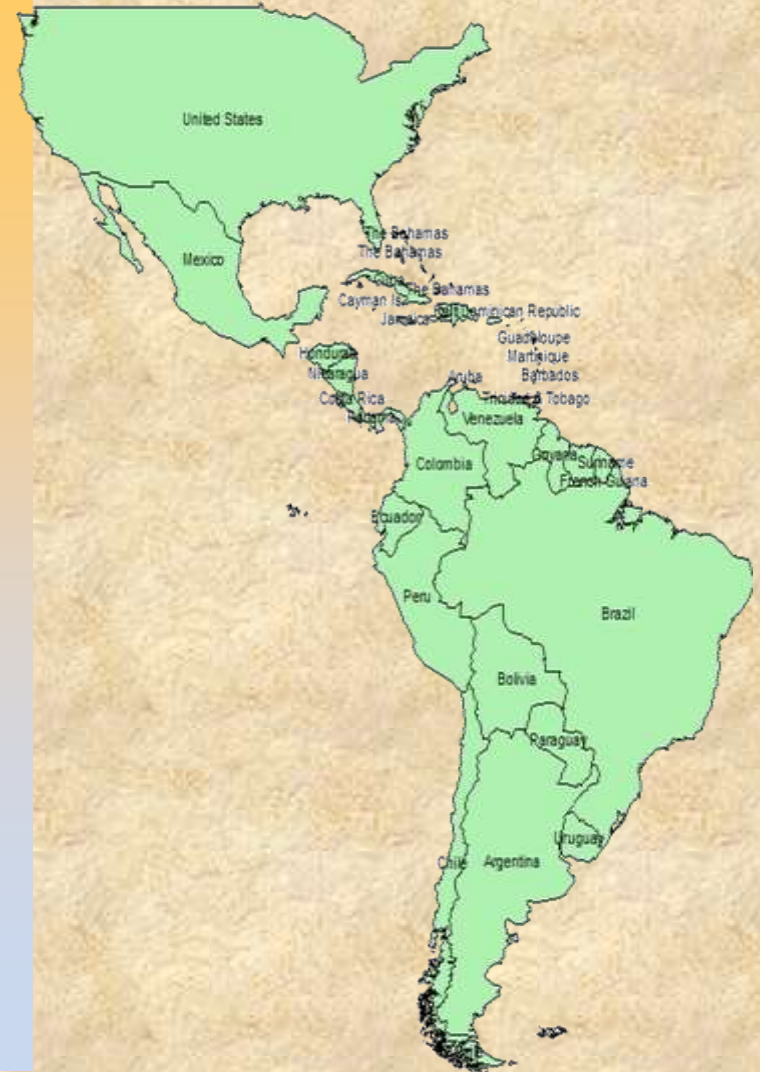 United States
Mexico
The Bahamas
The Bahamas
Cuba
The Bahamas
Cayman Is.
Jamaica
Dominican Republic
Guadeloupe
Honduras
Martinique
Nicaragua
Aruba
Barbados
Costa Rica
Trinidad & Tobago
Panama
Venezuela
Guyana
Colombia
Suriname
French Guiana
Ecuador
Peru
Brazil
Bolivia
Paraguay
Uruguay
Chile
Argentina